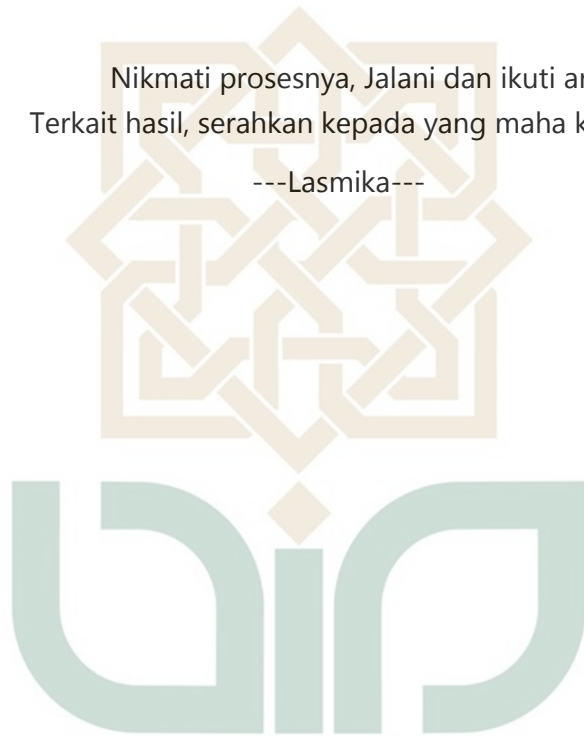 Nikmati prosesnya, Jalani dan ikuti
Terkait hasil, serahkan kepada yang maha
---Lasmika---